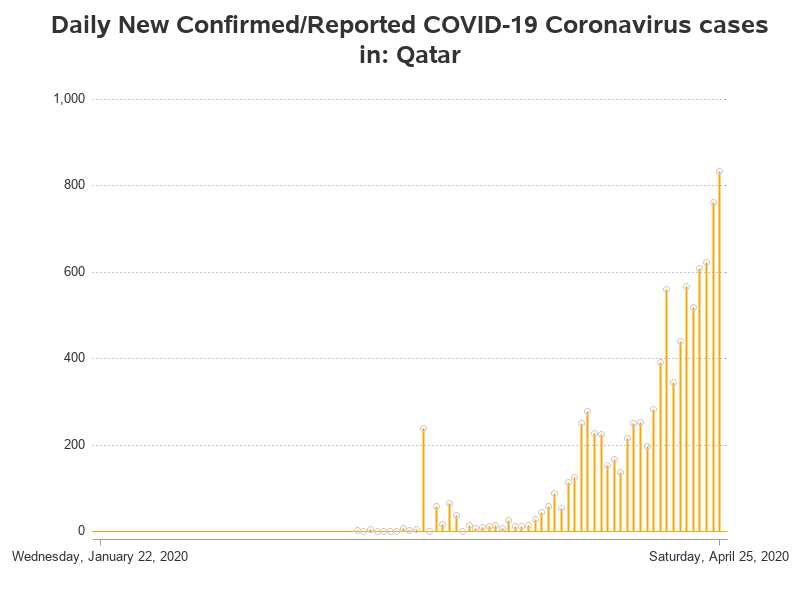 Daily New Confirmed/Reported COVID-19 Coronavirus cases
in: Qatar
1,000
800
600
400
200
0
Wednesday, January 22, 2020
Saturday, April 25, 2020